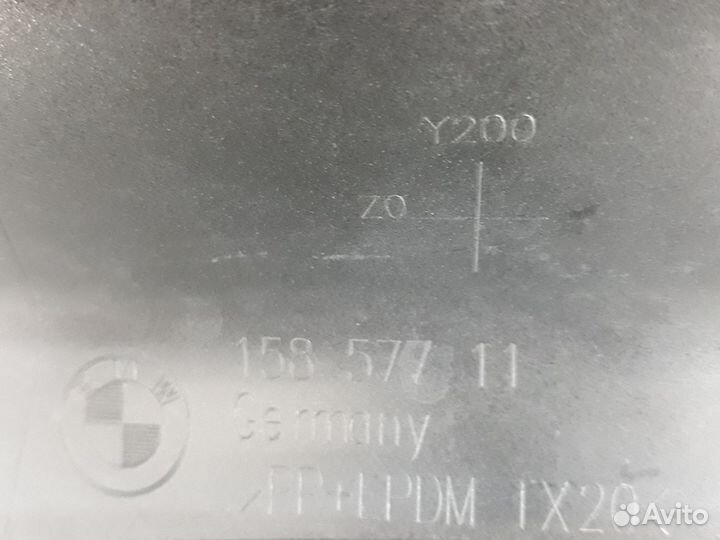 Y200
Z0
158 577 11
Germany
>PP+EPDM TX20<
Avito